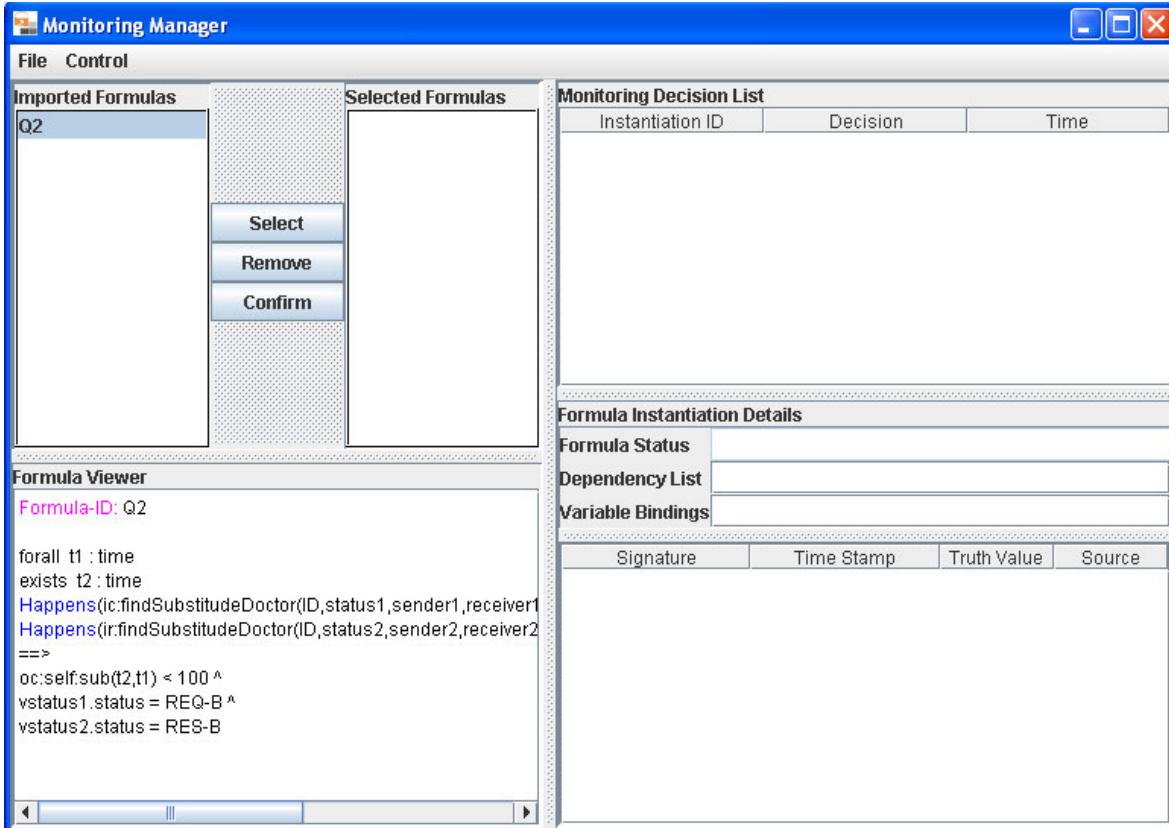 Monitoring Manager
File Control
Imported Formulas
Q2
Select
Remove
Confirm
Selected Formulas
Formula Viewer
Formula-ID: Q2
forall t1 : time
exists t2 : time
Happens(ic:findSubstitudeDoctor(ID,status1,sender1,receiver1
Happens(ir:findSubstitudeDoctor(ID,status2,sender2,receiver2
==>
oc:self:sub(t2,t1) < 100 ^
vstatus1.status = REQ-B ^
vstatus2.status = RES-B
Monitoring Decision List
Instantiation ID Decision Time
Formula Instantiation Details
Formula Status
Dependency List
Variable Bindings
Signature Time Stamp Truth Value Source